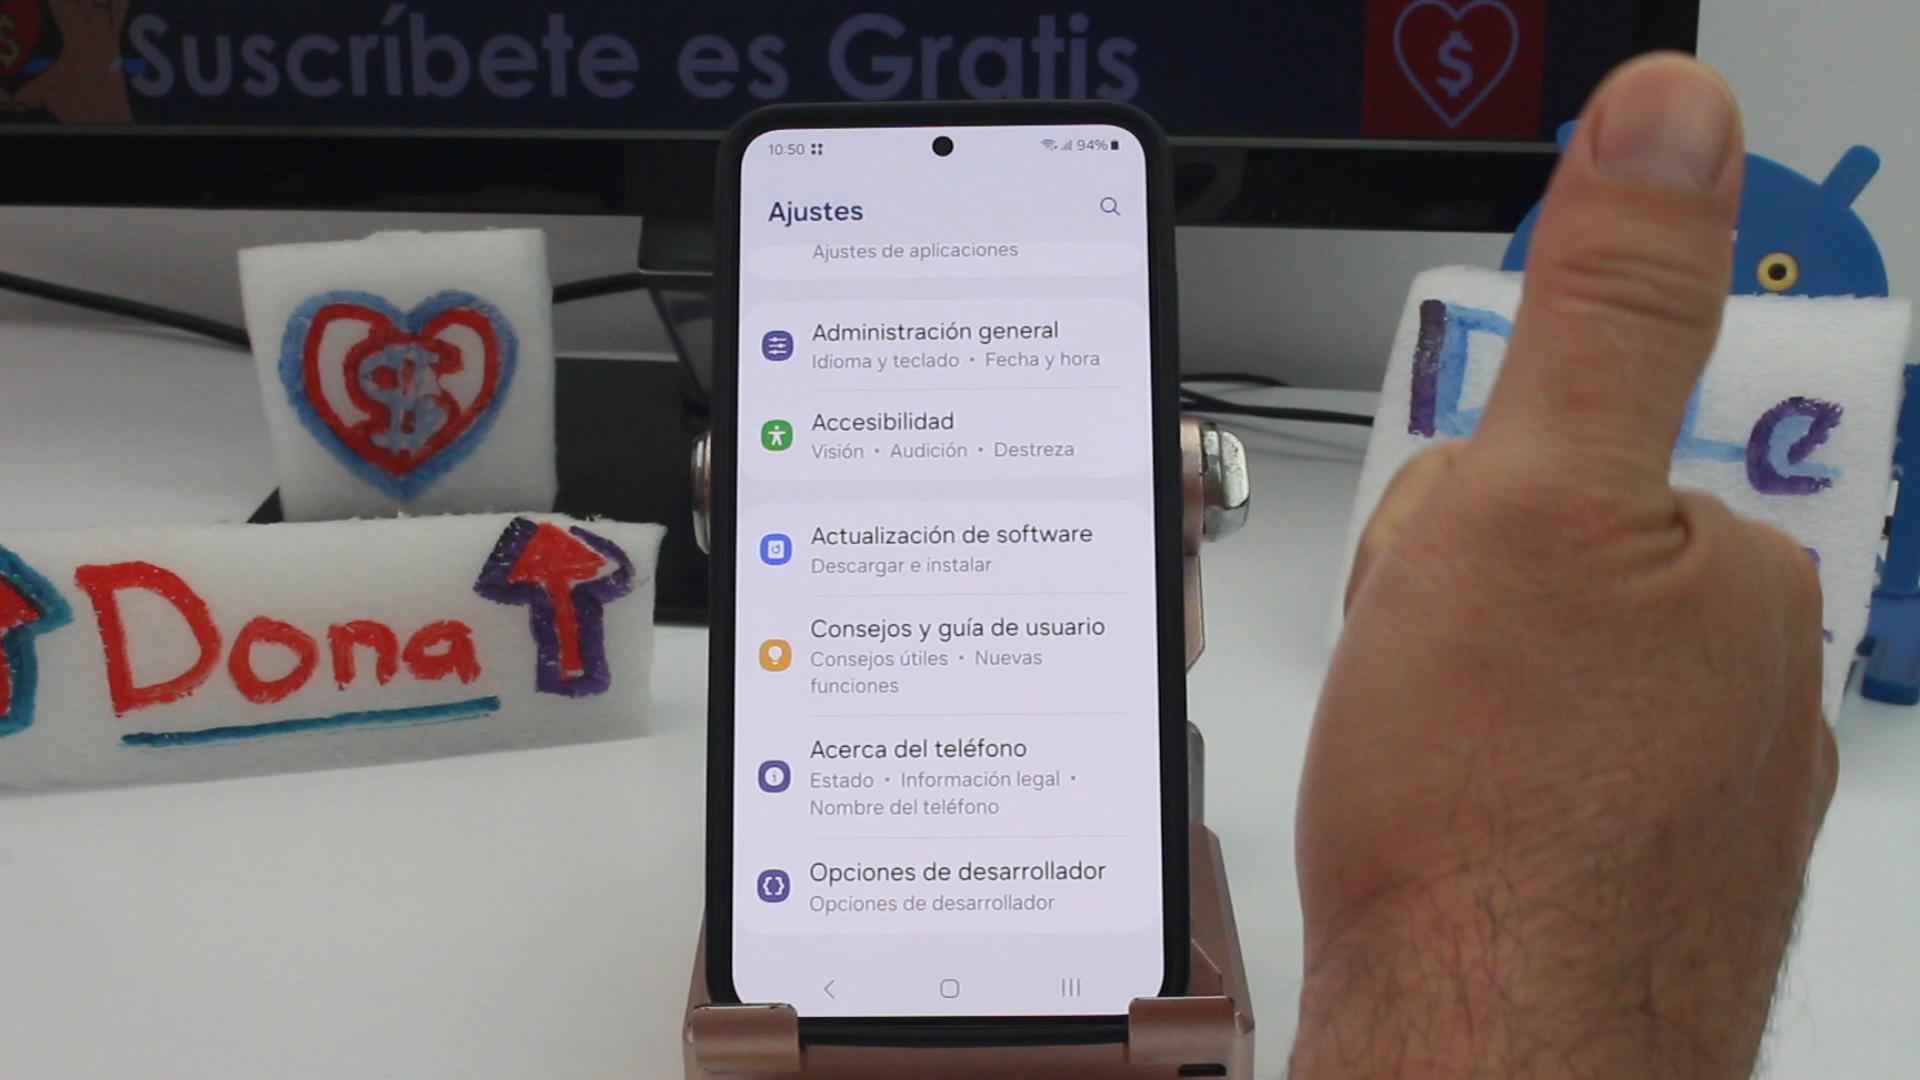 Suscríbete es Gratis
$
10:50
94%
Ajustes
Ajustes de aplicaciones
Administración general
Idioma y teclado • Fecha y hora
Accesibilidad
Visión • Audición • Destreza
Actualización de software
Descargar e instalar
Consejos y guía de usuario
Consejos útiles • Nuevas
funciones
Acerca del teléfono
Estado • Información legal •
Nombre del teléfono
Opciones de desarrollador
Opciones de desarrollador
$
Dona